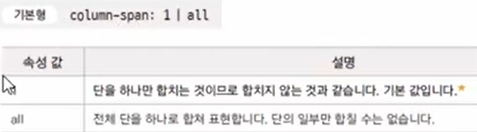 기본형 column-span: 1 | all
속성 값 설명
단을 하나만 합치는 것이므로 합치지 않는 것과 같습니다. 기본 값입니다.*
all 전체 단을 하나로 합쳐 표현합니다. 단의 일부만 합칠 수는 없습니다.